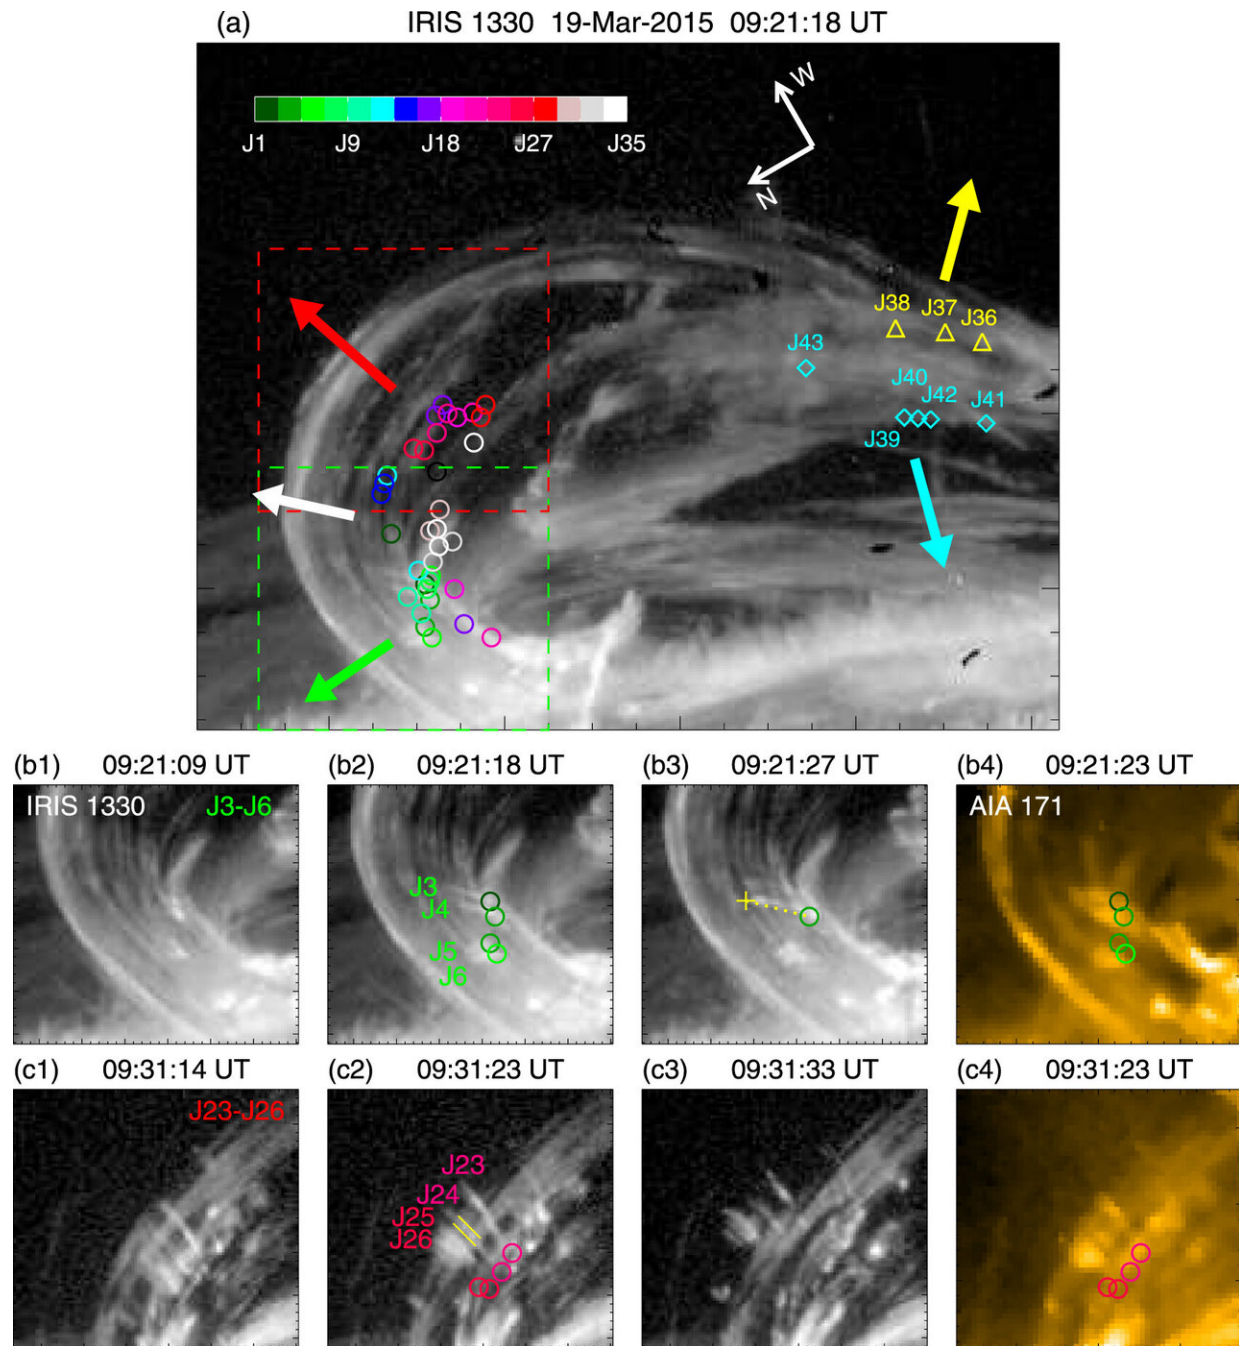 (a) IRIS 1330 19-Mar-2015 09:21:18 UT
W
N
J1 J9 J18 J27 J35
J38 J37 J36
J43
J40
J42 J41
J39
(b1) 09:21:09 UT (b2) 09:21:18 UT (b3) 09:21:27 UT (b4) 09:21:23 UT
IRIS 1330 J3-J6 AIA 171
J3
J4
J5
J6
(c1) 09:31:14 UT (c2) 09:31:23 UT (c3) 09:31:33 UT (c4) 09:31:23 UT
J23-J26
J23
J24
J25
J26